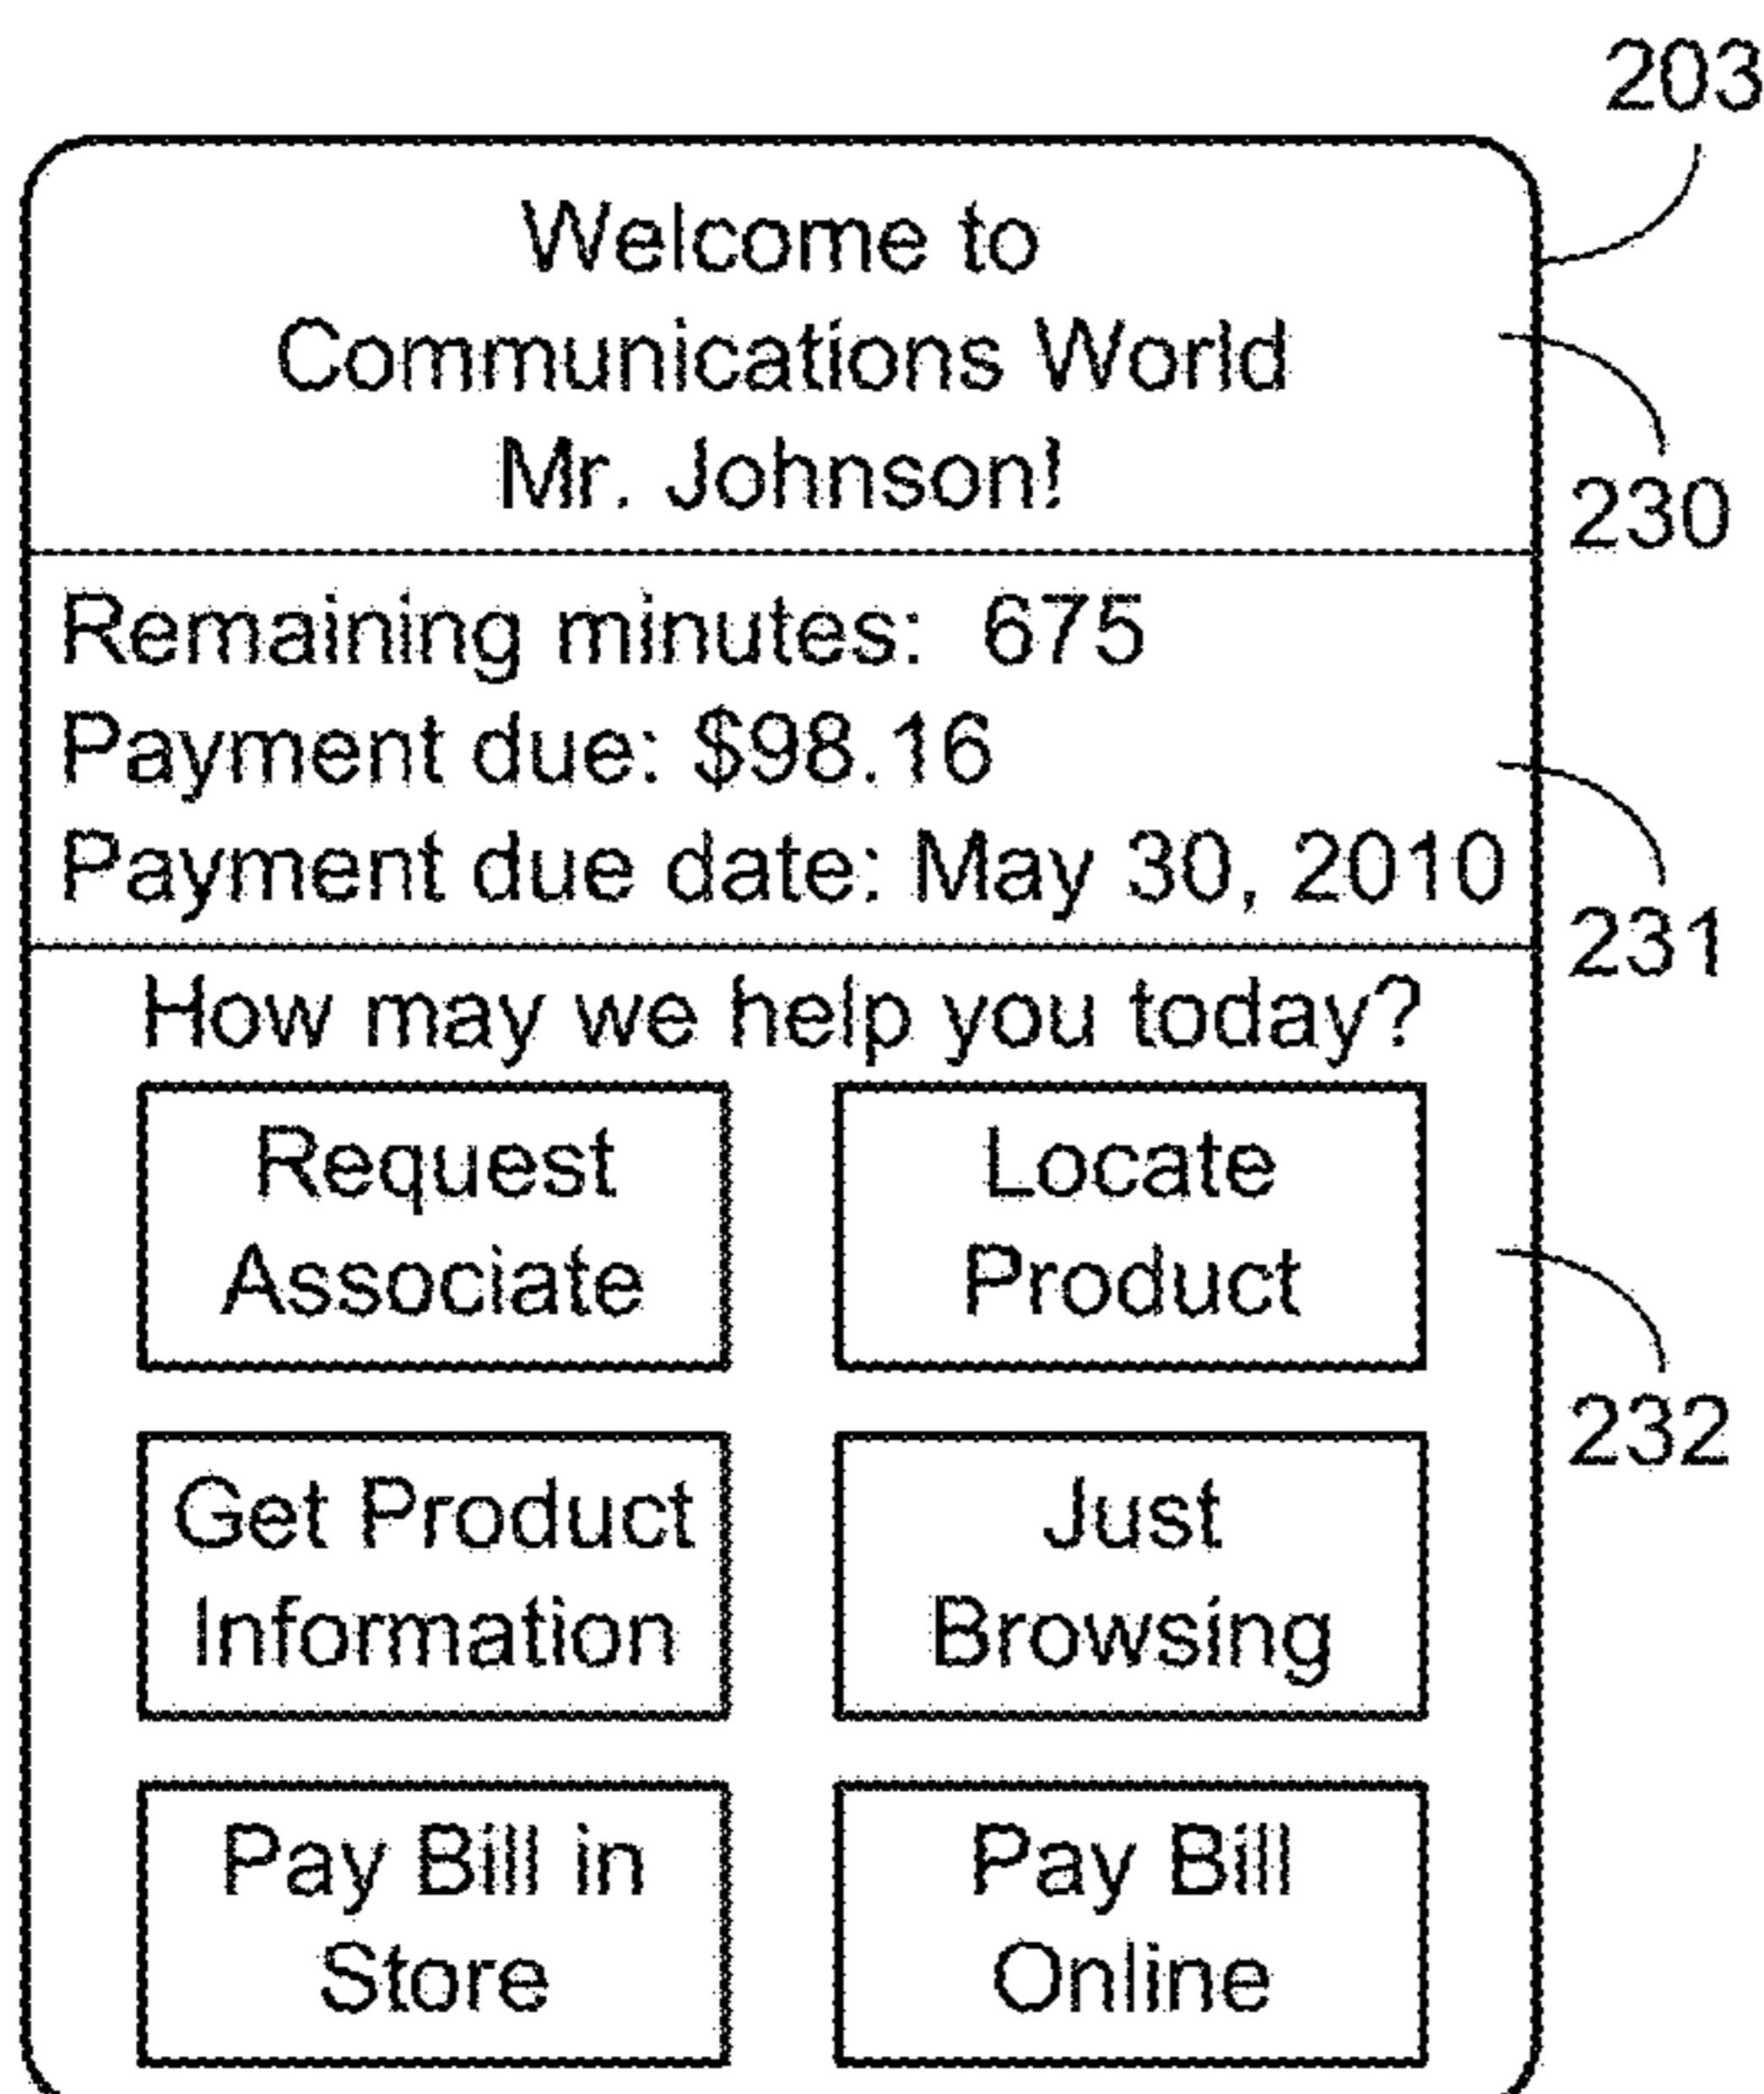 203
Welcome to
Communications World
Mr. Johnson!
230
Remaining minutes: 675
Payment due: $98.16
Payment due date: May 30, 2010
231
How may we help you today?
Request
Associate
Locate
Product
232
Get Product
Information
Just
Browsing
Pay Bill in
Store
Pay Bill
Online